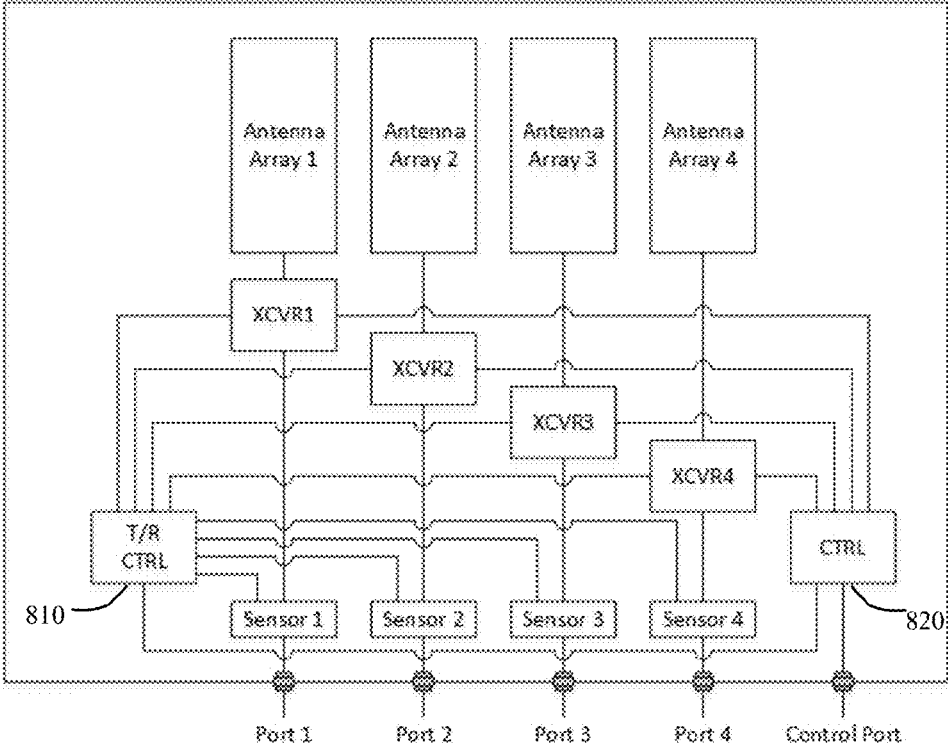 Antenna
Array 1
Antenna
Array 2
Antenna
Array 3
Antenna
Array 4
XCVR1
XCVR2
XCVR3
XCVR4
T/R
CTRL
CTRL
810
820
Sensor 1
Sensor 2
Sensor 3
Sensor 4
Port 1
Port 2
Port 3
Port 4
Control Port